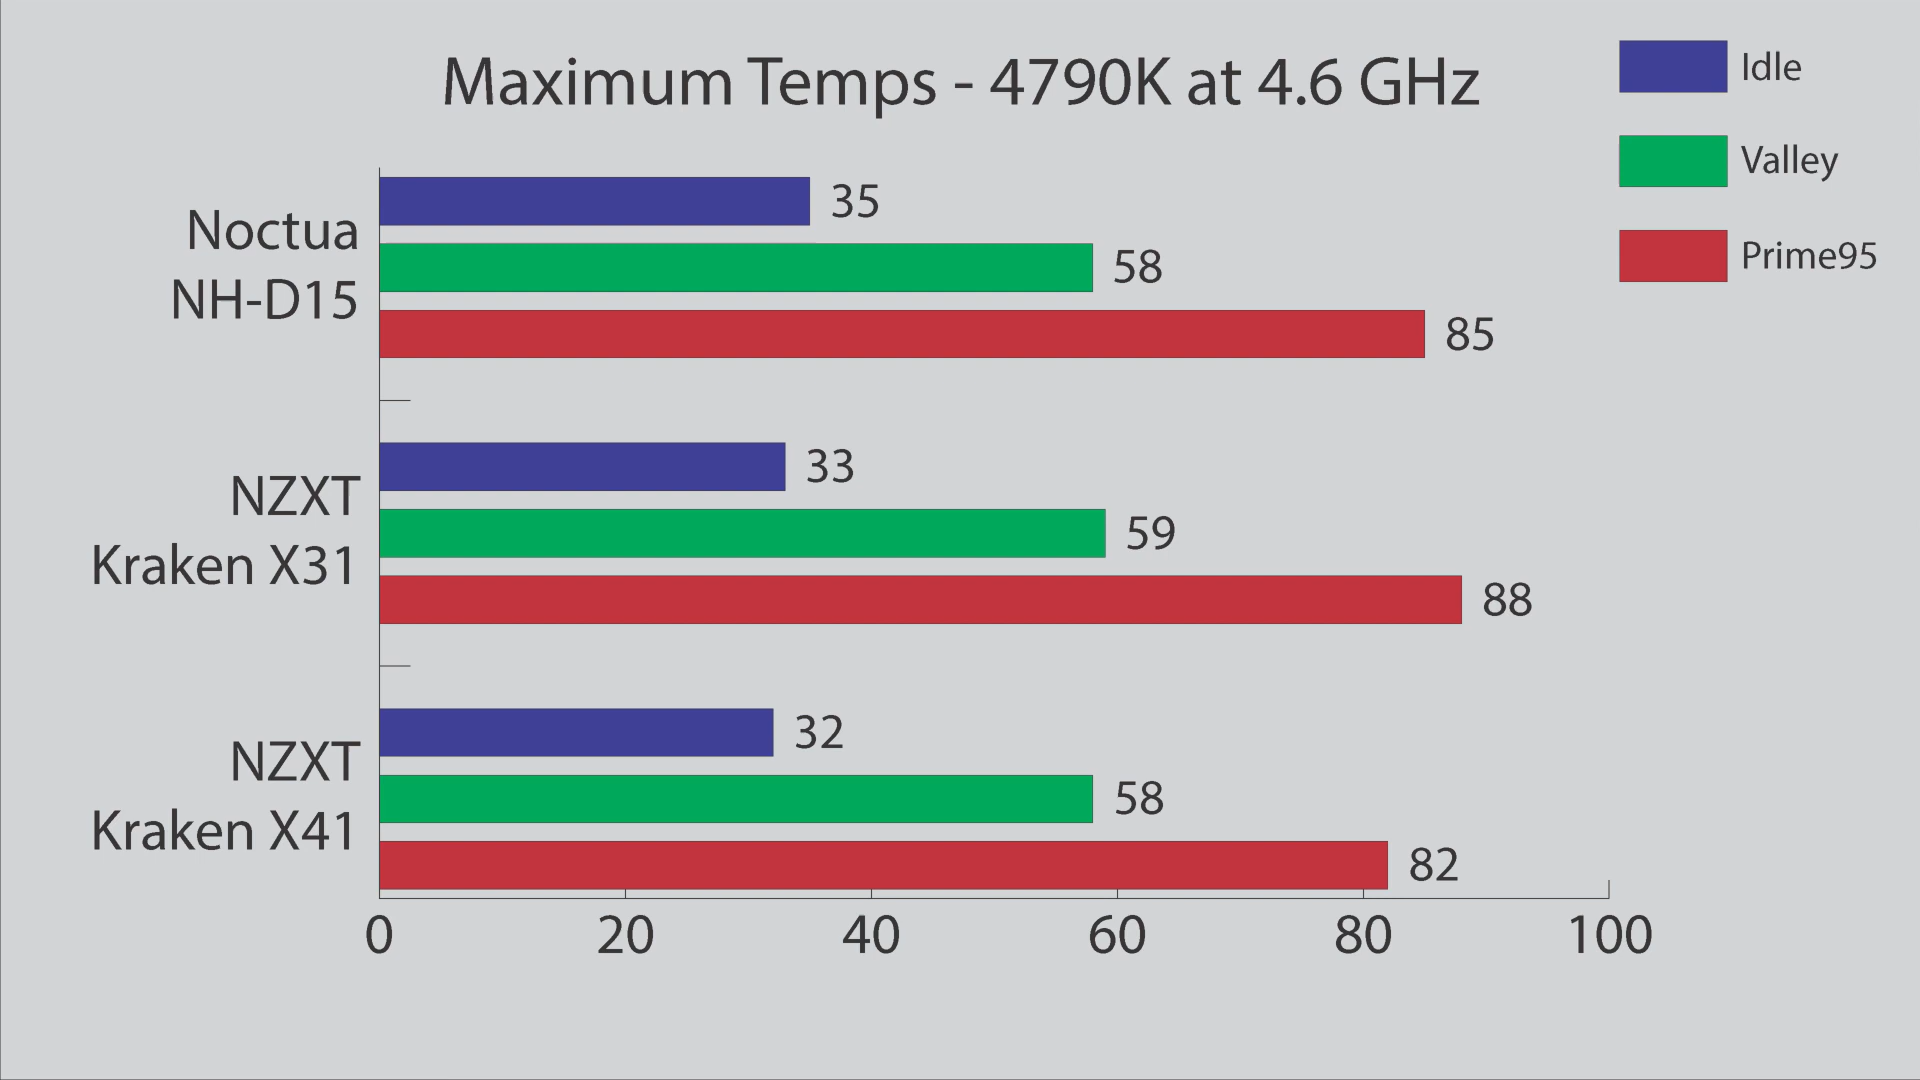 Maximum Temps - 4790K at 4.6 GHz
Idle
Valley
Prime95
Noctua
NH-D15
35
58
85
NZXT
Kraken X31
33
59
88
NZXT
Kraken X41
32
58
82
0 20 40 60 80 100